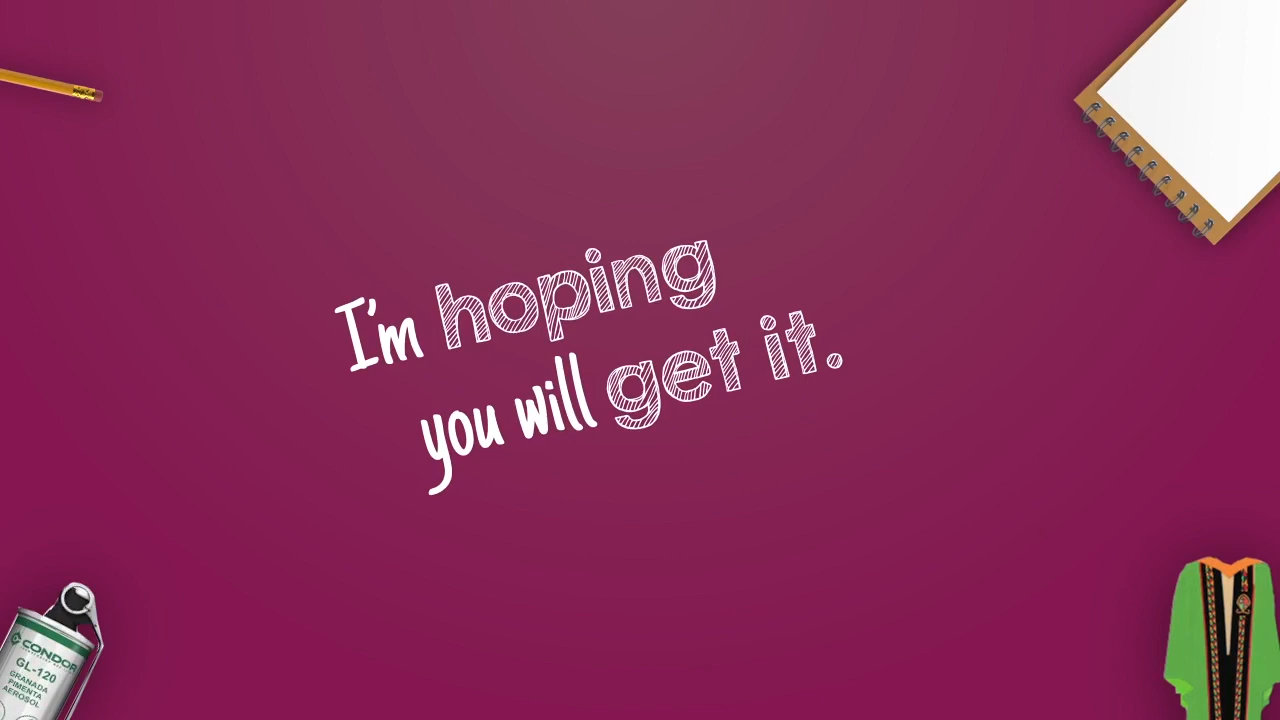 I'm hoping
you will get it.
CONDOR
GL-120
GRANADA
PIMENTA
AEROSOL